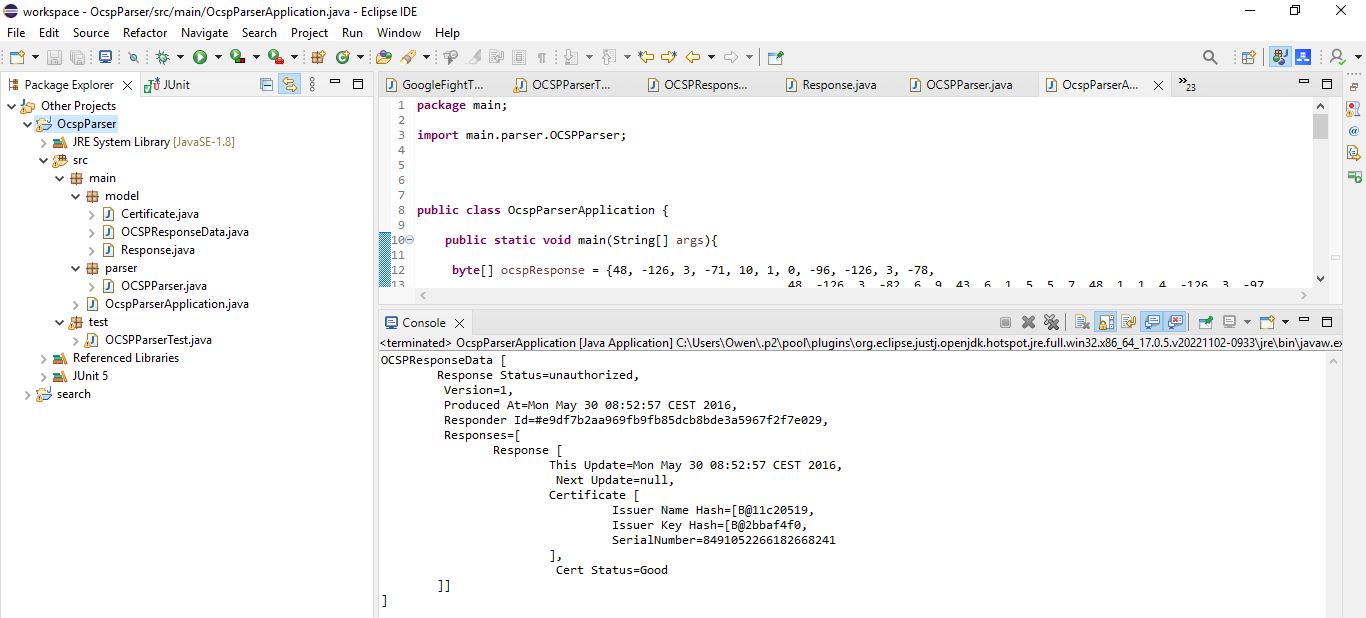 workspace - OcspParser/src/main/OcspParserApplication.java - Eclipse IDE
File Edit Source Refactor Navigate Search Project Run Window Help
Package Explorer JUnit
Other Projects
OcspParser
JRE System Library [JavaSE-1.8]
src
main
model
Certificate.java
OCSPResponseData.java
Response.java
parser
OCSPParser.java
OcspParserApplication.java
test
OCSPParserTest.java
Referenced Libraries
JUnit 5
search
GoogleFightT... OCSPParserT... OCSPRespons... Response.java OCSPParser.java OcspParserA... »23
1 package main;
2
3 import main.parser.OCSPParser;
4
5
6
7
8 public class OcspParserApplication {
9
10 public static void main(String[] args){
11
12 byte[] ocspResponse = {48, -126, 3, -71, 10, 1, 0, -96, -126, 3, -78,
13 48, -126, 3, -82, 6, 9, 43, 6, 1, 5, 5, 7, 48, 1, 1, 4, -126, 3, -97,
Console
<terminated> OcspParserApplication [Java Application] C:\Users\Owen\.p2\pool\plugins\org.eclipse.justj.openjdk.hotspot.jre.full.win32.x86_64_17.0.5.v20221102-0933\jre\bin\javaw.ex
OCSPResponseData [
Response Status=unauthorized,
Version=1,
Produced At=Mon May 30 08:52:57 CEST 2016,
Responder Id=#e9df7b2aa969fb9fb85dcb8bde3a5967f2f7e029,
Responses=[
Response [
This Update=Mon May 30 08:52:57 CEST 2016,
Next Update=null,
Certificate [
Issuer Name Hash=[B@11c20519,
Issuer Key Hash=[B@2bbaf4f0,
SerialNumber=8491052266182668241
],
Cert Status=Good
]]
]